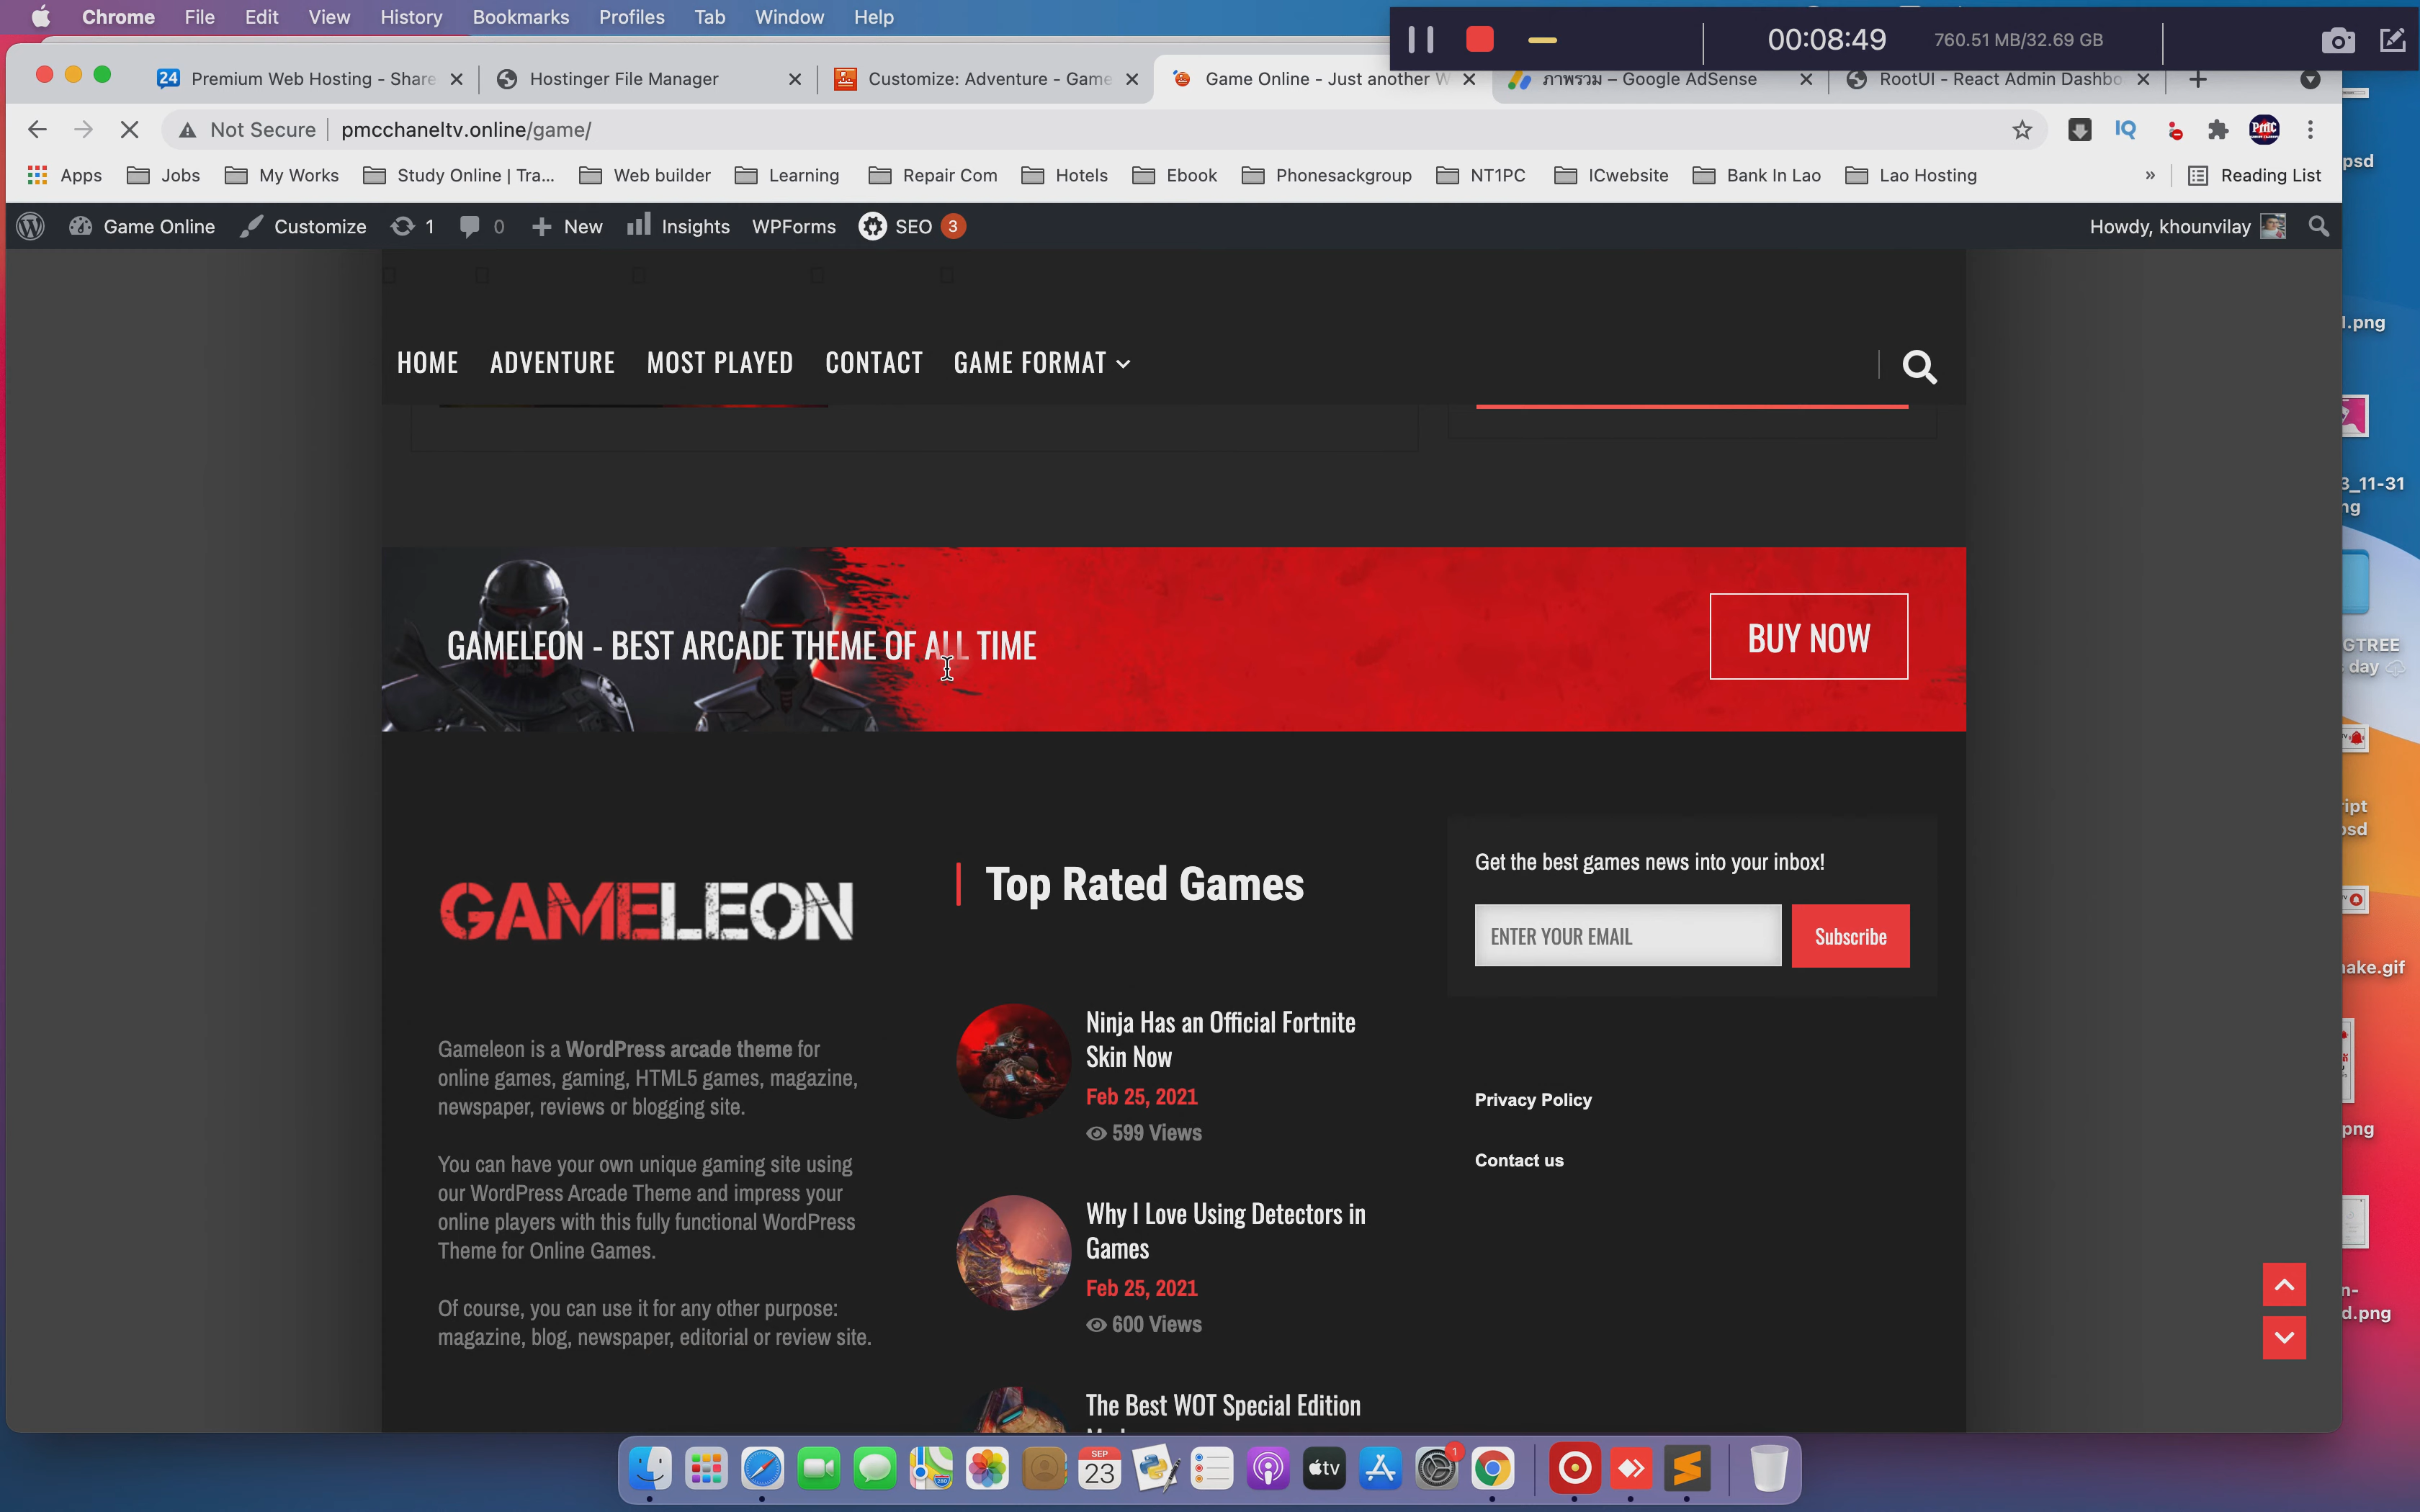 Chrome File Edit View History Bookmarks Profiles Tab Window Help
00:08:49 760.51 MB/32.69 GB
24 Premium Web Hosting - Share
Hostinger File Manager
Customize: Adventure - Game
Game Online - Just another W
ภาพรวม – Google AdSense
RootUI - React Admin Dashbo
Not Secure pmcchaneltv.online/game/
IQ
PMC
Apps Jobs My Works Study Online | Tra... Web builder Learning Repair Com Hotels Ebook Phonesackgroup NT1PC ICwebsite Bank In Lao Lao Hosting » Reading List
Game Online Customize 1 0 New Insights WPForms SEO 3 Howdy, khounvilay
HOME ADVENTURE MOST PLAYED CONTACT GAME FORMAT
GAMELEON - BEST ARCADE THEME OF ALL TIME
BUY NOW
GAMELEON
Gameleon is a WordPress arcade theme for
online games, gaming, HTML5 games, magazine,
newspaper, reviews or blogging site.
You can have your own unique gaming site using
our WordPress Arcade Theme and impress your
online players with this fully functional WordPress
Theme for Online Games.
Of course, you can use it for any other purpose:
magazine, blog, newspaper, editorial or review site.
Top Rated Games
Ninja Has an Official Fortnite
Skin Now
Feb 25, 2021
599 Views
Why I Love Using Detectors in
Games
Feb 25, 2021
600 Views
The Best WOT Special Edition
Get the best games news into your inbox!
ENTER YOUR EMAIL
Subscribe
Privacy Policy
Contact us
psd
.png
3_11-31
ng
GTREE
day
ript
psd
ake.gif
png
n-
d.png
SEP
23
tv
1